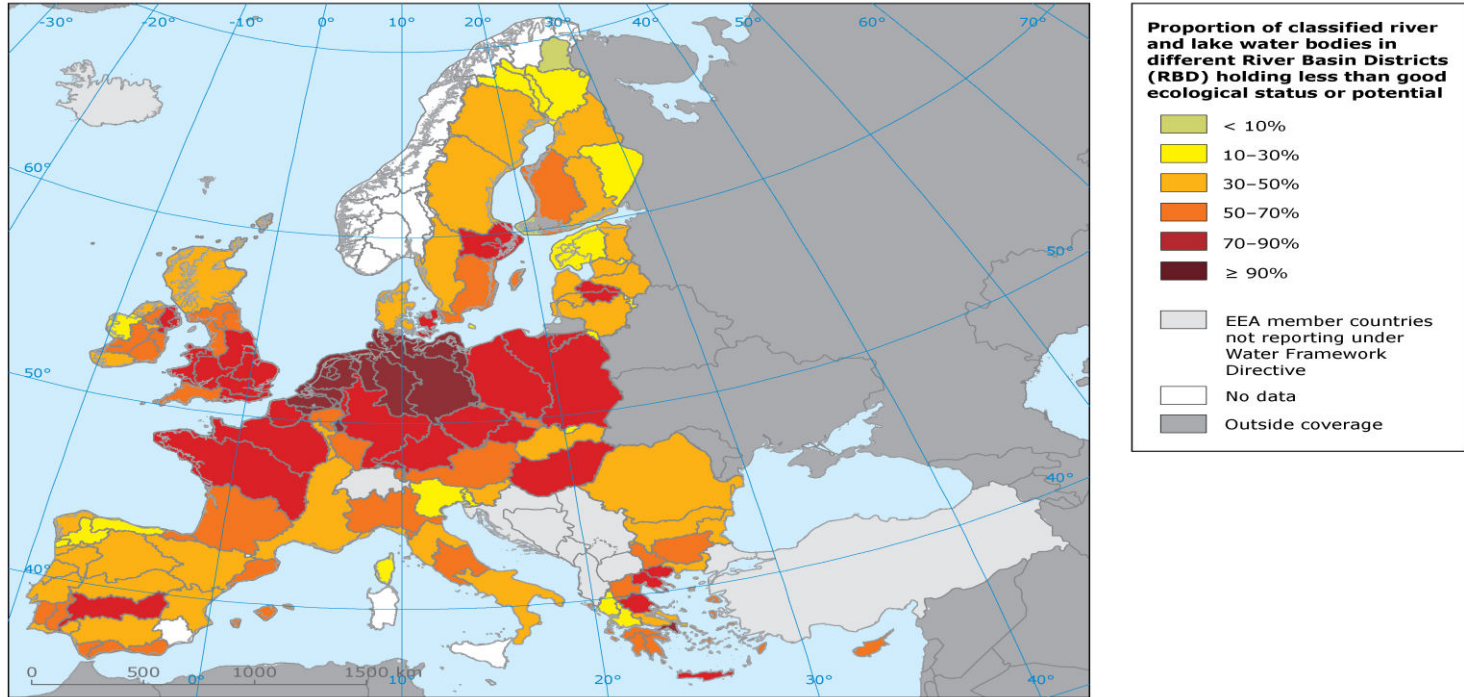 -30°
-20°
-10°
0°
10°
20°
30°
40°
50°
60°
70°
60°
50°
50°
40°
40°
0
500
1000
1500 km
0°
10°
20°
30°
40°
Proportion of classified river
and lake water bodies in
different River Basin Districts
(RBD) holding less than good
ecological status or potential
< 10%
10–30%
30–50%
50–70%
70–90%
≥ 90%
EEA member countries
not reporting under
Water Framework
Directive
No data
Outside coverage